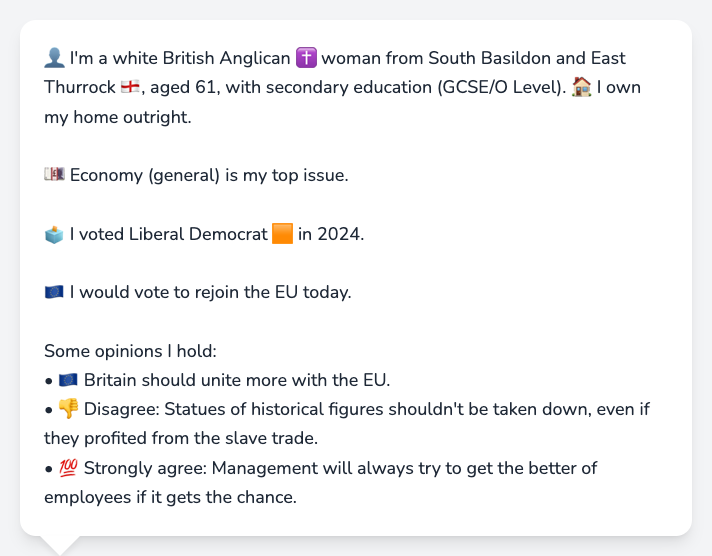 👤 I'm a white British Anglican ✝️ woman from South Basildon and East
Thurrock 🏴󠁧󠁢󠁥󠁮󠁧󠁿, aged 61, with secondary education (GCSE/O Level). 🏠 I own
my home outright.
💷 Economy (general) is my top issue.
🗳️ I voted Liberal Democrat 🟧 in 2024.
🇪🇺 I would vote to rejoin the EU today.
Some opinions I hold:
• 🇪🇺 Britain should unite more with the EU.
• 👎 Disagree: Statues of historical figures shouldn't be taken down, even if
they profited from the slave trade.
• 💯 Strongly agree: Management will always try to get the better of
employees if it gets the chance.